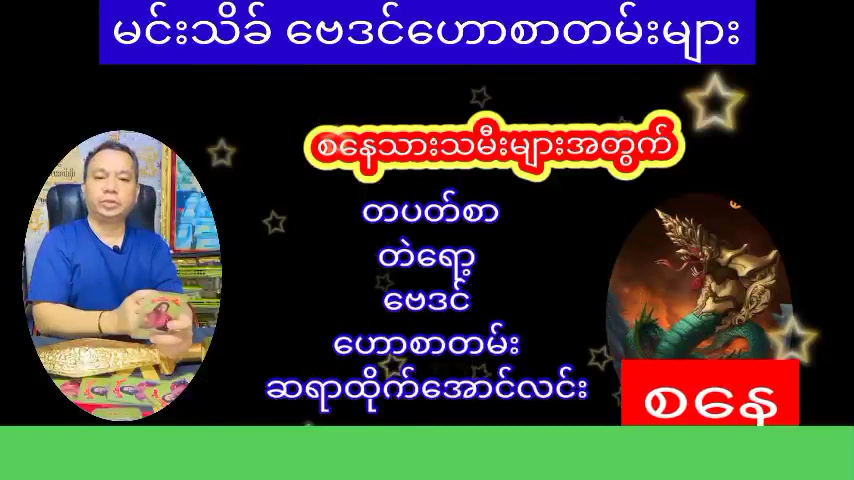 မင်းသိခ် ဗေဒင်ဟောစာတမ်းများ
စနေသားသမီးများအတွက်
တပတ်စာ
တဲရော့
ဗေဒင်
ဟောစာတမ်း
ဆရာထိုက်အောင်လင်း
စနေ